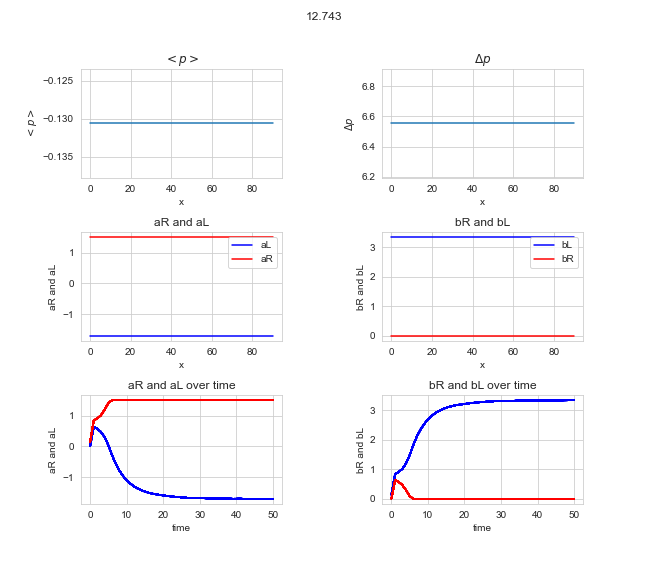 12.743
< p >
Δp
−0.125
−0.130
−0.135
< p >
0 20 40 60 80
x
6.8
6.6
6.4
6.2
Δp
0 20 40 60 80
x
aR and aL
bR and bL
1
0
−1
aR and aL
aL
aR
0 20 40 60 80
x
3
2
1
0
bR and bL
bL
bR
0 20 40 60 80
x
aR and aL over time
bR and bL over time
1
0
−1
aR and aL
0 10 20 30 40 50
time
3
2
1
0
bR and bL
0 10 20 30 40 50
time